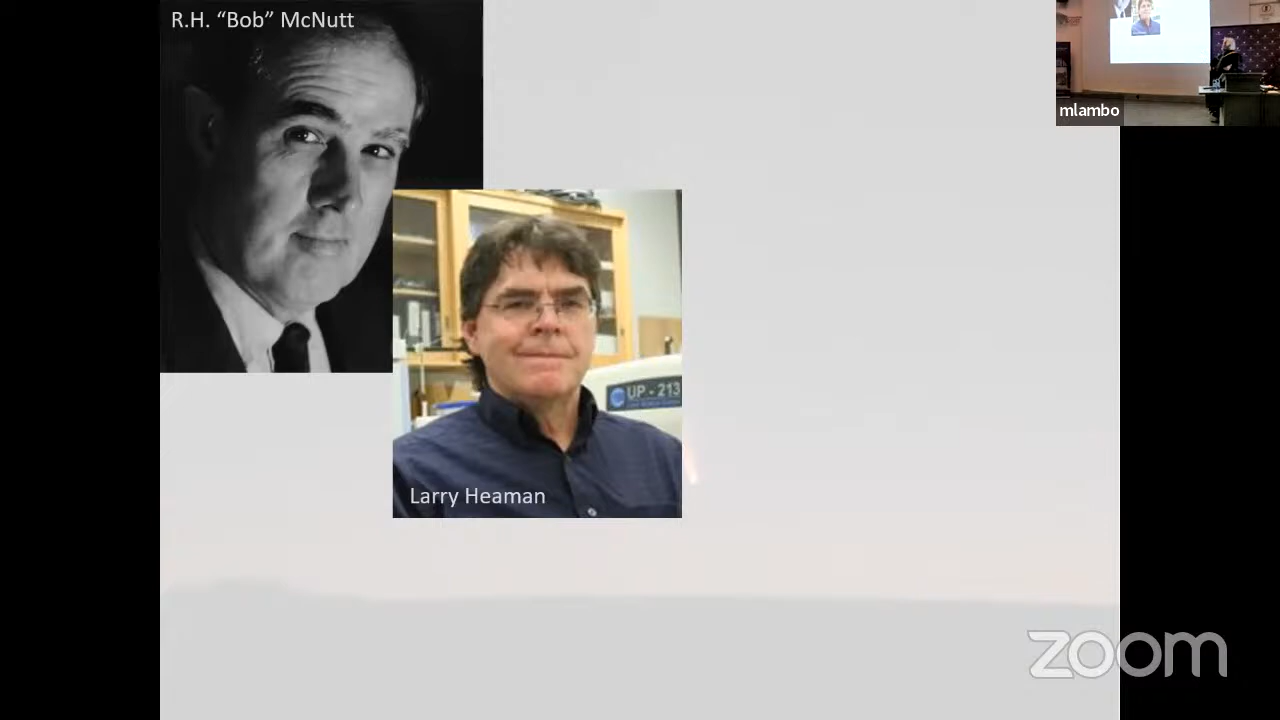 R.H. “Bob” McNutt
mlambo
UP - 213
Larry Heaman
zoom